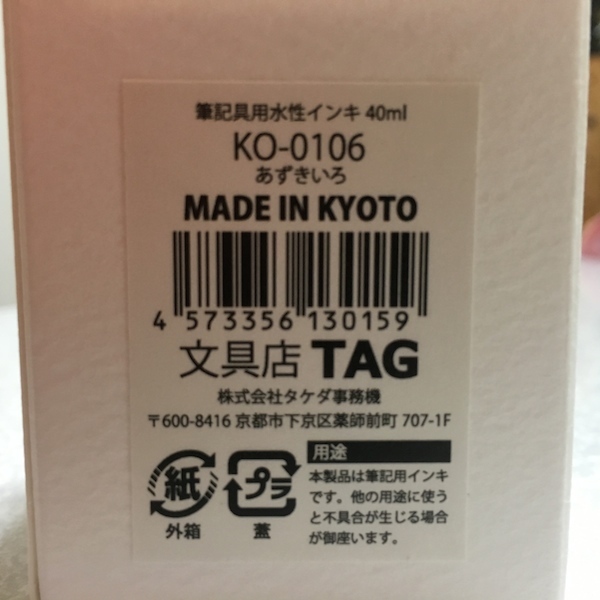 筆記具用水性インキ 40ml
KO-0106
あずきいろ
MADE IN KYOTO
4 573356 130159
文具店 TAG
株式会社タケダ事務機
〒600-8416 京都市下京区薬師前町 707-1F
紙
外箱
プラ
蓋
用途
本製品は筆記用インキ
です。他の用途に使う
と不具合が生じる場合
が御座います。